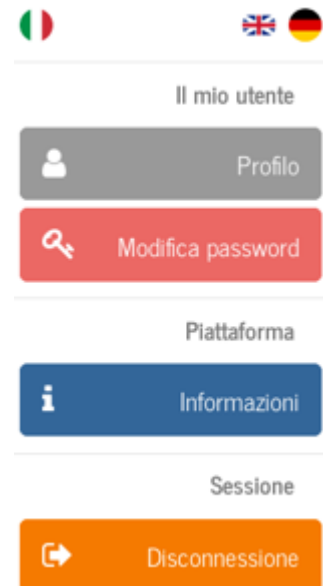 Il mio utente
Profilo
Modifica password
Piattaforma
Informazioni
Sessione
Disconnessione